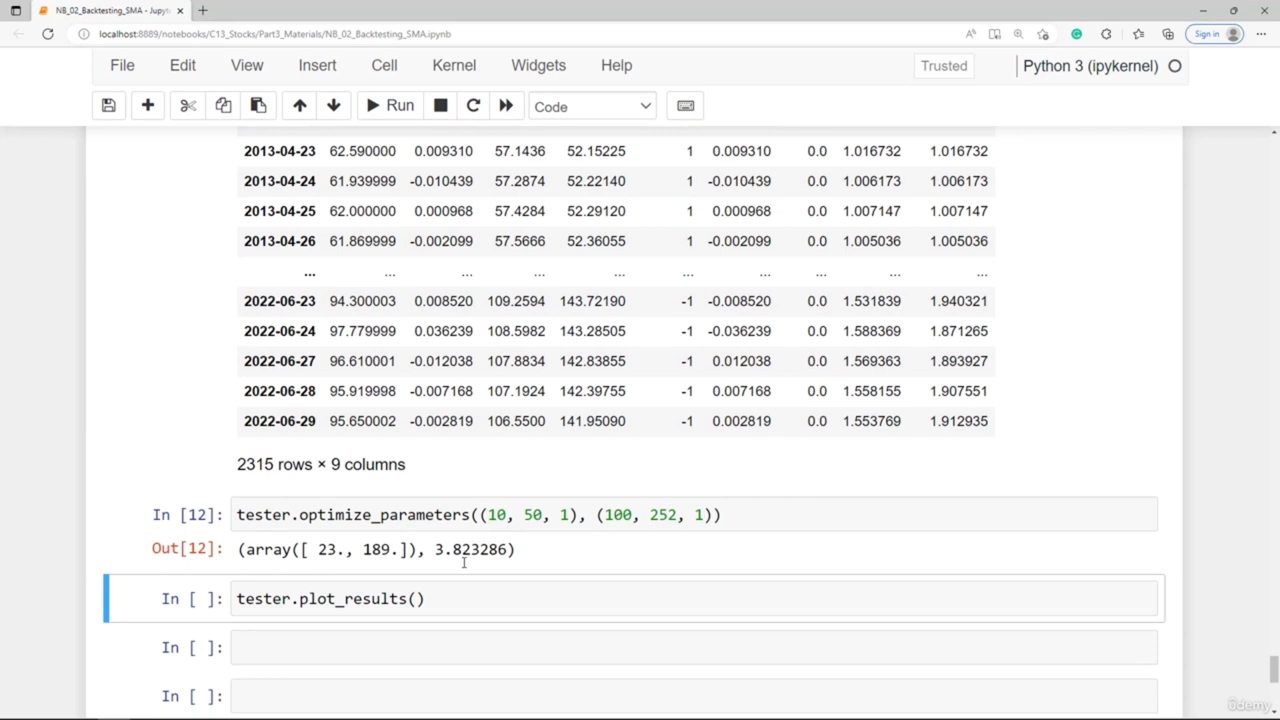 NB_02_Backtesting_SMA - Jupyt
localhost:8889/notebooks/C13_Stocks/Part3_Materials/NB_02_Backtesting_SMA.ipynb
Sign in
File Edit View Insert Cell Kernel Widgets Help Trusted Python 3 (ipykernel)
Run Code
2013-04-23 62.590000 0.009310 57.1436 52.15225 1 0.009310 0.0 1.016732 1.016732
2013-04-24 61.939999 -0.010439 57.2874 52.22140 1 -0.010439 0.0 1.006173 1.006173
2013-04-25 62.000000 0.000968 57.4284 52.29120 1 0.000968 0.0 1.007147 1.007147
2013-04-26 61.869999 -0.002099 57.5666 52.36055 1 -0.002099 0.0 1.005036 1.005036
... ... ... ... ... ... ... ... ... ...
2022-06-23 94.300003 0.008520 109.2594 143.72190 -1 -0.008520 0.0 1.531839 1.940321
2022-06-24 97.779999 0.036239 108.5982 143.28505 -1 -0.036239 0.0 1.588369 1.871265
2022-06-27 96.610001 -0.012038 107.8834 142.83855 -1 0.012038 0.0 1.569363 1.893927
2022-06-28 95.919998 -0.007168 107.1924 142.39755 -1 0.007168 0.0 1.558155 1.907551
2022-06-29 95.650002 -0.002819 106.5500 141.95090 -1 0.002819 0.0 1.553769 1.912935
2315 rows × 9 columns
In [12]: tester.optimize_parameters((10, 50, 1), (100, 252, 1))
Out[12]: (array([ 23., 189.]), 3.823286)
In [ ]: tester.plot_results()
In [ ]:
In [ ]:
Udemy